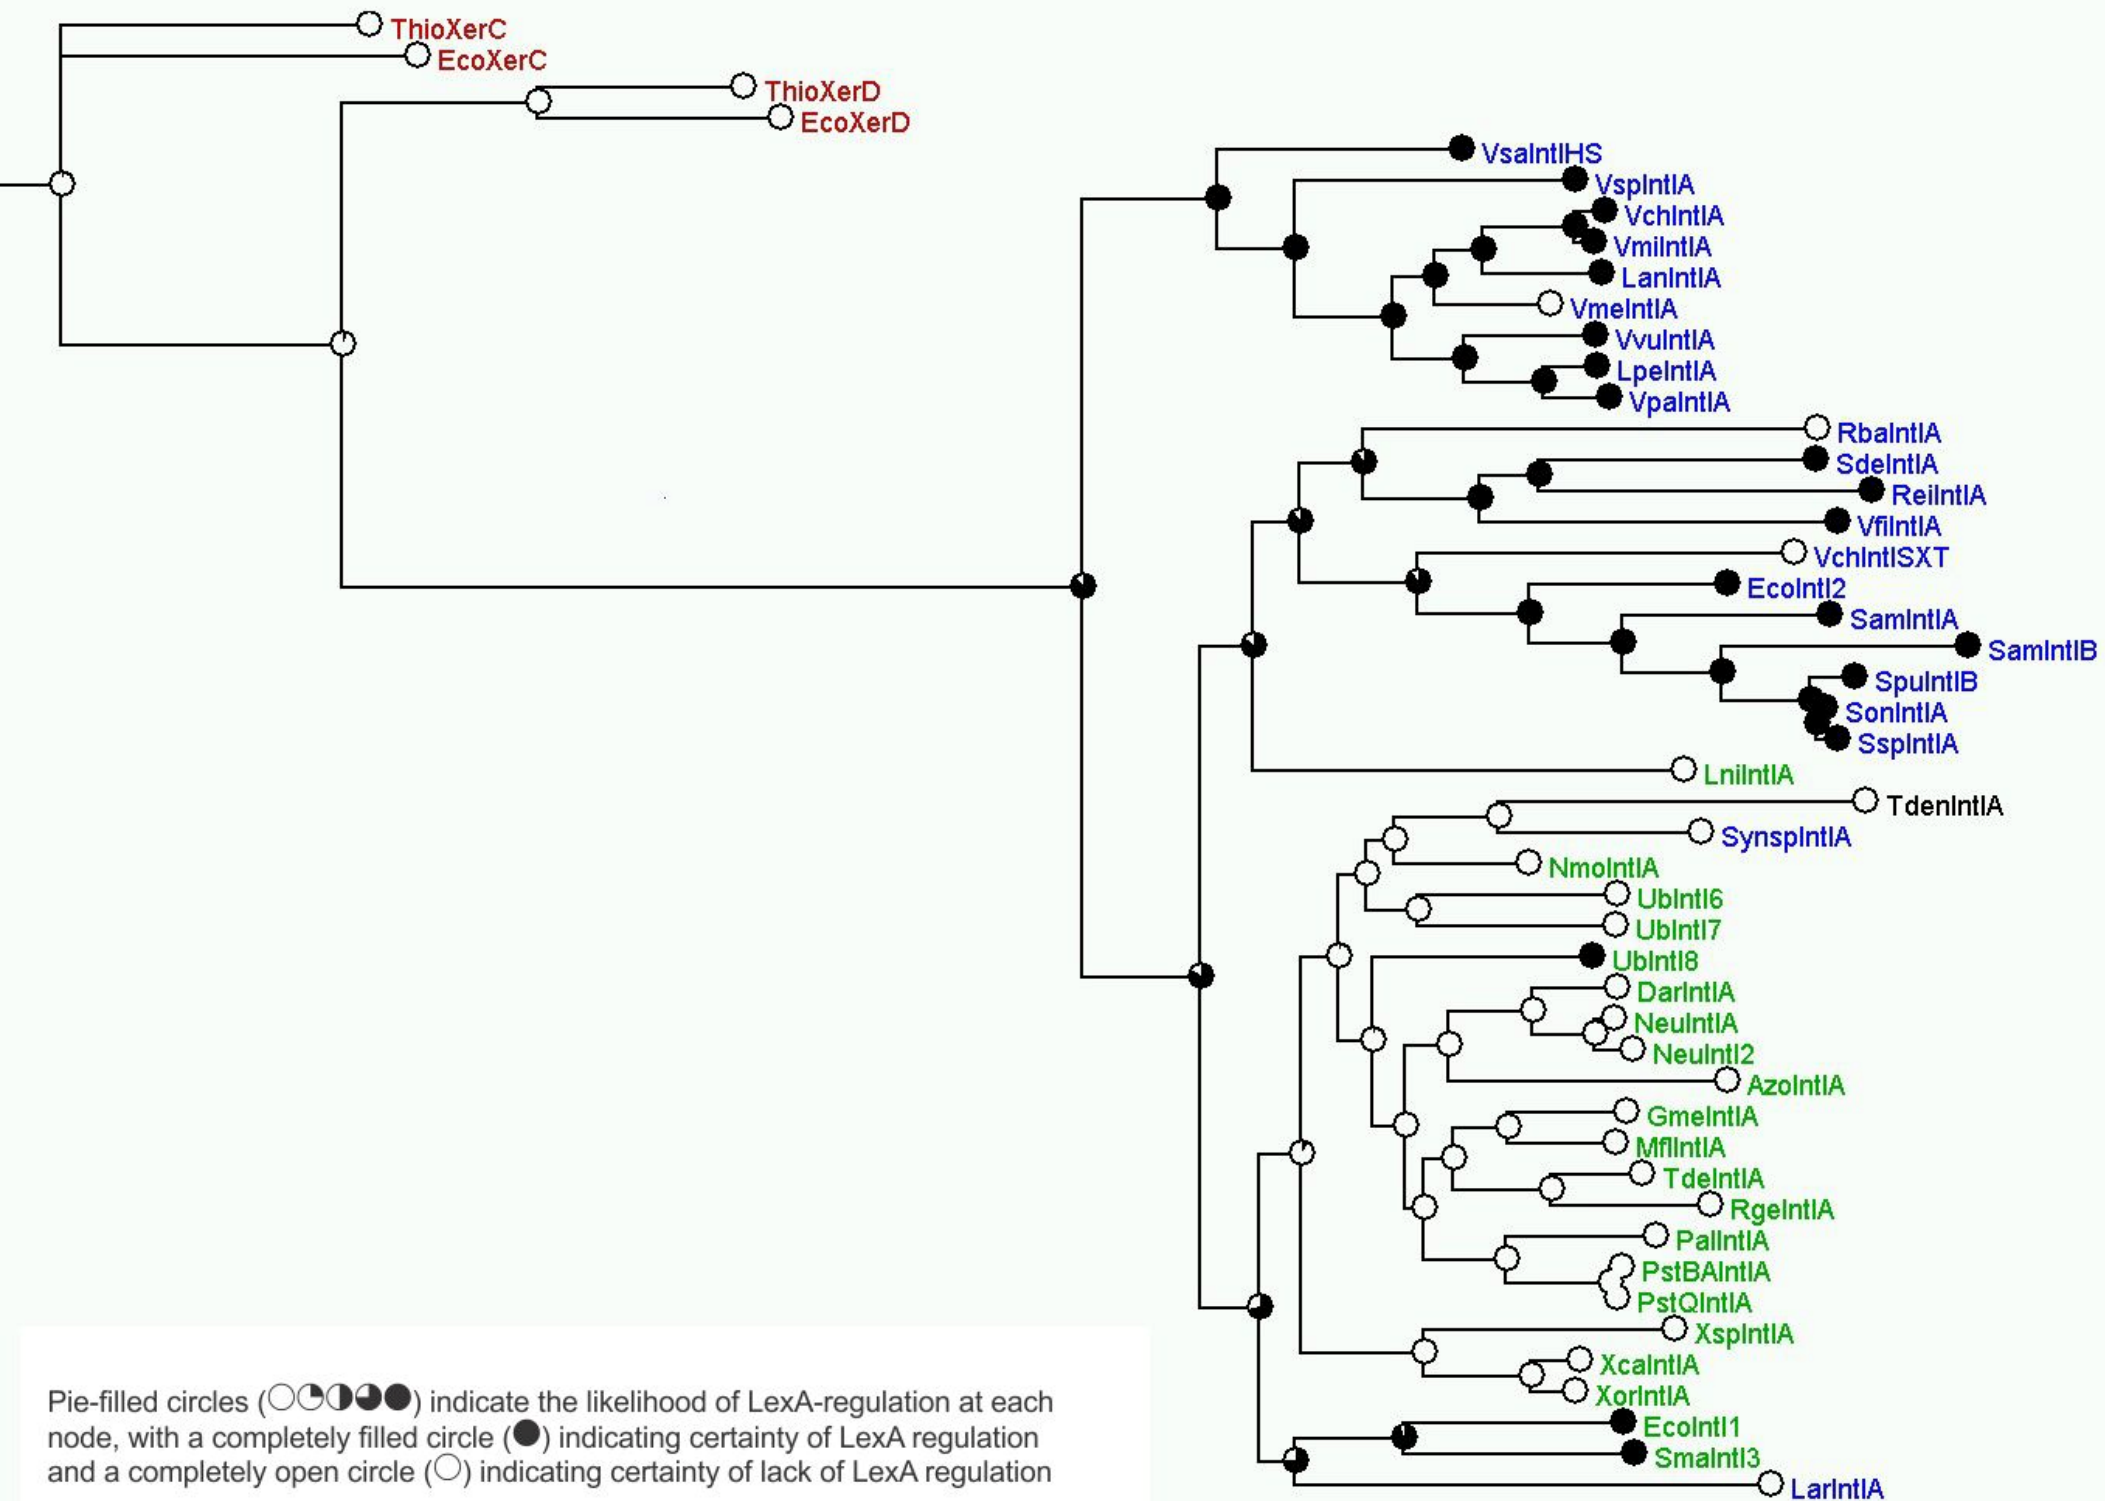 ThioXerC
EcoXerC
ThioXerD
EcoXerD
VsaIntIHS
VspIntIA
VchIntIA
VmiIntIA
LanIntIA
VmeIntIA
VvuIntIA
LpeIntIA
VpaIntIA
RbaIntIA
SdeIntIA
ReiIntIA
VfiIntIA
VchIntISXT
EcoIntI2
SamIntIA
SamIntIB
SpuIntIB
SonIntIA
SspIntIA
LniIntIA
TdenIntIA
SynspIntIA
NmoIntIA
UbIntI6
UbIntI7
UbIntI8
DarIntIA
NeuIntIA
NeuIntI2
AzoIntIA
GmeIntIA
MflIntIA
TdeIntIA
RgeIntIA
PalIntIA
PstBAIntIA
PstQIntIA
XspIntIA
XcaIntIA
XorIntIA
EcoIntI1
SmaIntI3
LarIntIA
Pie-filled circles (○◔◑◕●) indicate the likelihood of LexA-regulation at each
node, with a completely filled circle (●) indicating certainty of LexA regulation
and a completely open circle (○) indicating certainty of lack of LexA regulation